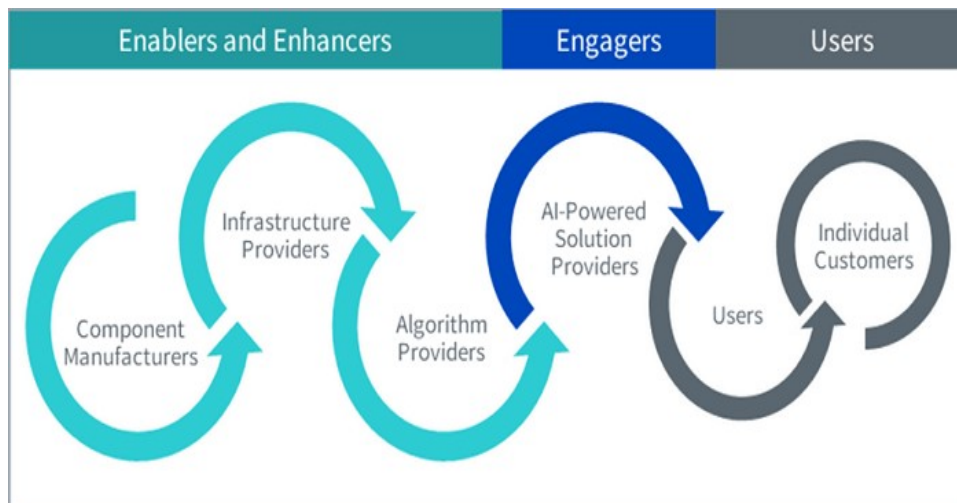 Enablers and Enhancers
Engagers
Users
Component
Manufacturers
Infrastructure
Providers
Algorithm
Providers
AI-Powered
Solution
Providers
Users
Individual
Customers